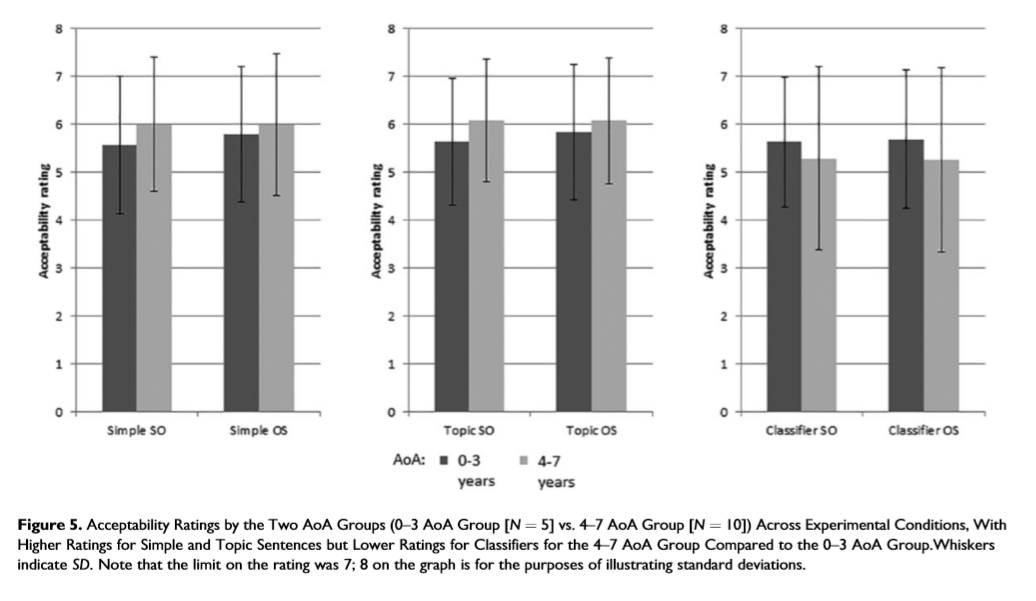 8
7
6
5
4
3
2
1
0
Acceptability rating
Simple SO
Simple OS
8
7
6
5
4
3
2
1
0
Acceptability rating
Topic SO
Topic OS
8
7
6
5
4
3
2
1
0
Acceptability rating
Classifier SO
Classifier OS
AoA: 0-3 years
4-7 years
Figure 5. Acceptability Ratings by the Two AoA Groups (0–3 AoA Group [N = 5] vs. 4–7 AoA Group [N = 10]) Across Experimental Conditions, With
Higher Ratings for Simple and Topic Sentences but Lower Ratings for Classifiers for the 4–7 AoA Group Compared to the 0–3 AoA Group.Whiskers
indicate SD. Note that the limit on the rating was 7; 8 on the graph is for the purposes of illustrating standard deviations.